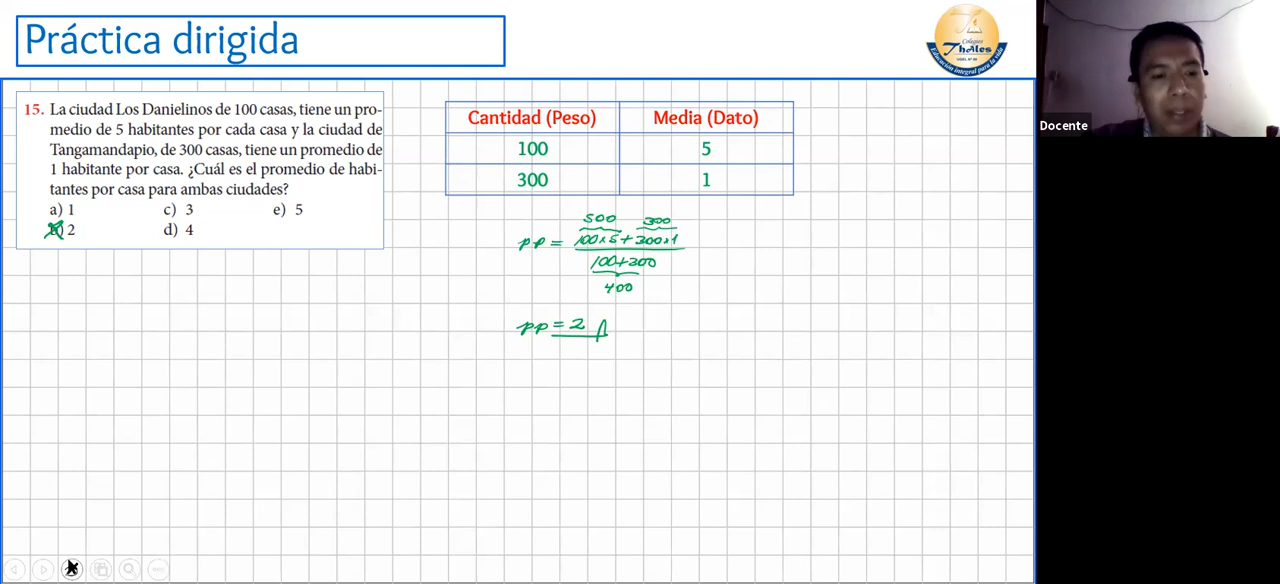 Práctica dirigida
Colegio
Thales
Educación integral para la vida
Docente
15. La ciudad Los Danielinos de 100 casas, tiene un pro-
medio de 5 habitantes por cada casa y la ciudad de
Tangamandapio, de 300 casas, tiene un promedio de
1 habitante por casa. ¿Cuál es el promedio de habi-
tantes por casa para ambas ciudades?
a) 1 c) 3 e) 5
b) 2 d) 4
Cantidad (Peso) Media (Dato)
100 5
300 1
500 300
pp = 100x5 + 300x1
100+300
400
pp = 2